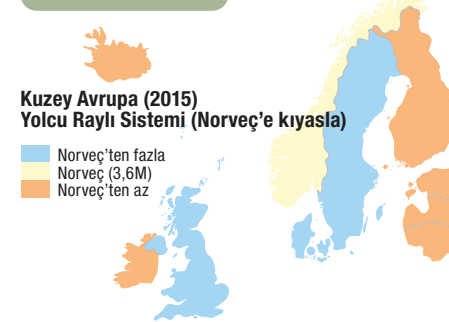 Kuzey Avrupa (2015)
Yolcu Raylı Sistemi (Norveç’e kıyasla)
Norveç’ten fazla
Norveç (3,6M)
Norveç’ten az